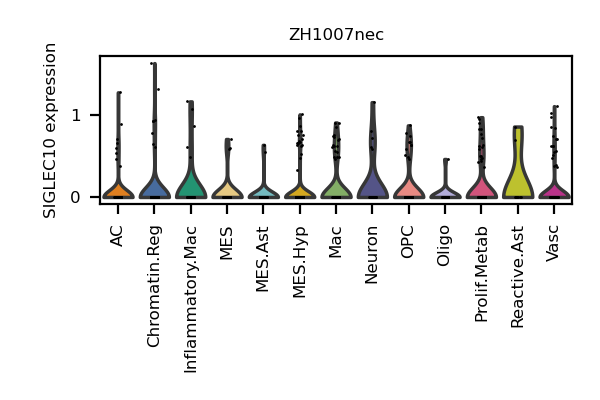 ZH1007nec
SIGLEC10 expression
1
0
AC
Chromatin.Reg
Inflammatory.Mac
MES
MES.Ast
MES.Hyp
Mac
Neuron
OPC
Oligo
Prolif.Metab
Reactive.Ast
Vasc